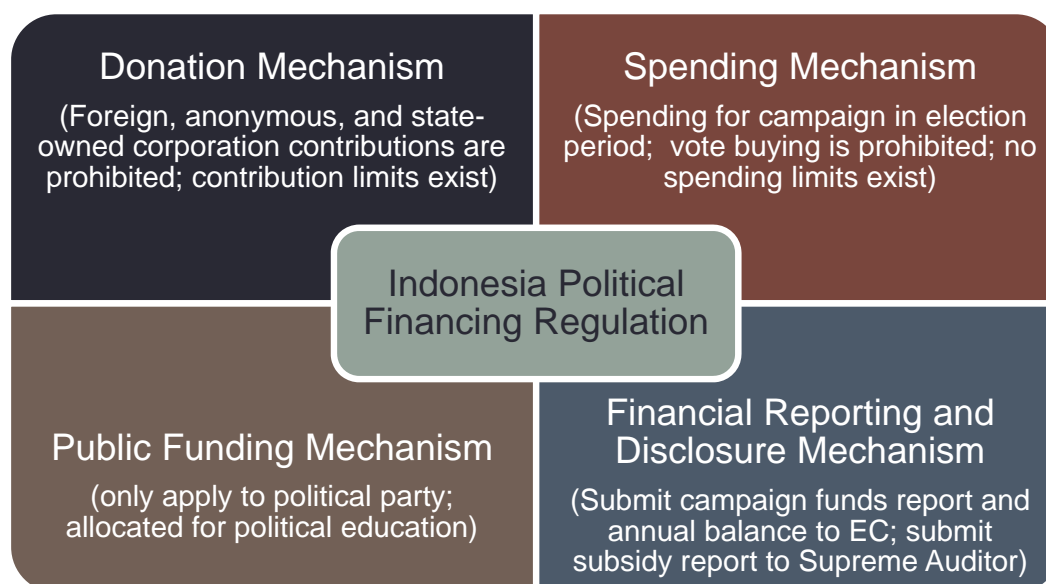 Donation Mechanism
(Foreign, anonymous, and state-
owned corporation contributions are
prohibited; contribution limits exist)
Spending Mechanism
(Spending for campaign in election
period;  vote buying is prohibited; no
spending limits exist)
Indonesia Political
Financing Regulation
Public Funding Mechanism
(only apply to political party;
allocated for political education)
Financial Reporting and
Disclosure Mechanism
(Submit campaign funds report and
annual balance to EC; submit
subsidy report to Supreme Auditor)